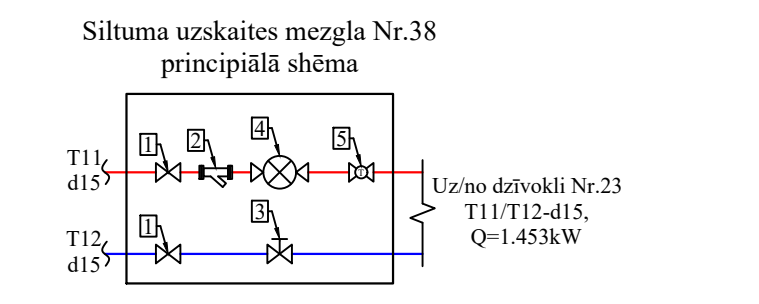 Siltuma uzskaites mezgla Nr.38
principiālā shēma
1
2
4
5
T11
d15
Uz/no dzīvokli Nr.23
T11/T12-d15,
Q=1.453kW
1
3
T12
d15
T